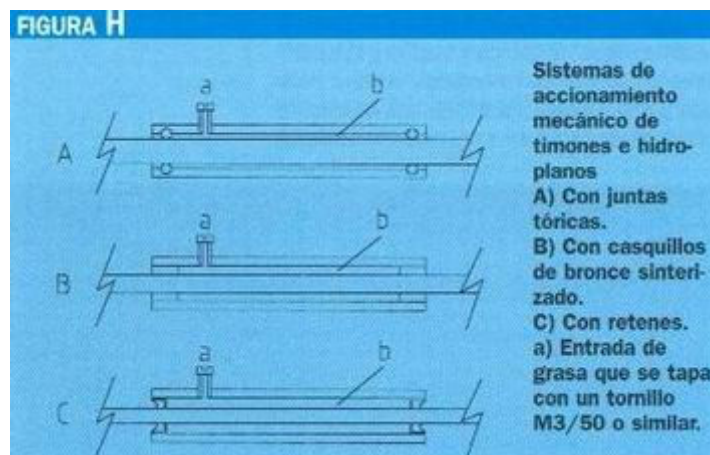 FIGURA H
a
b
A
a
b
B
a
b
C
Sistemas de
accionamiento
mecánico de
timones e hidro-
planos
A) Con juntas
tóricas.
B) Con casquillos
de bronce sinteri-
zado.
C) Con retenes.
a) Entrada de
grasa que se tapa
con un tornillo
M3/50 o similar.